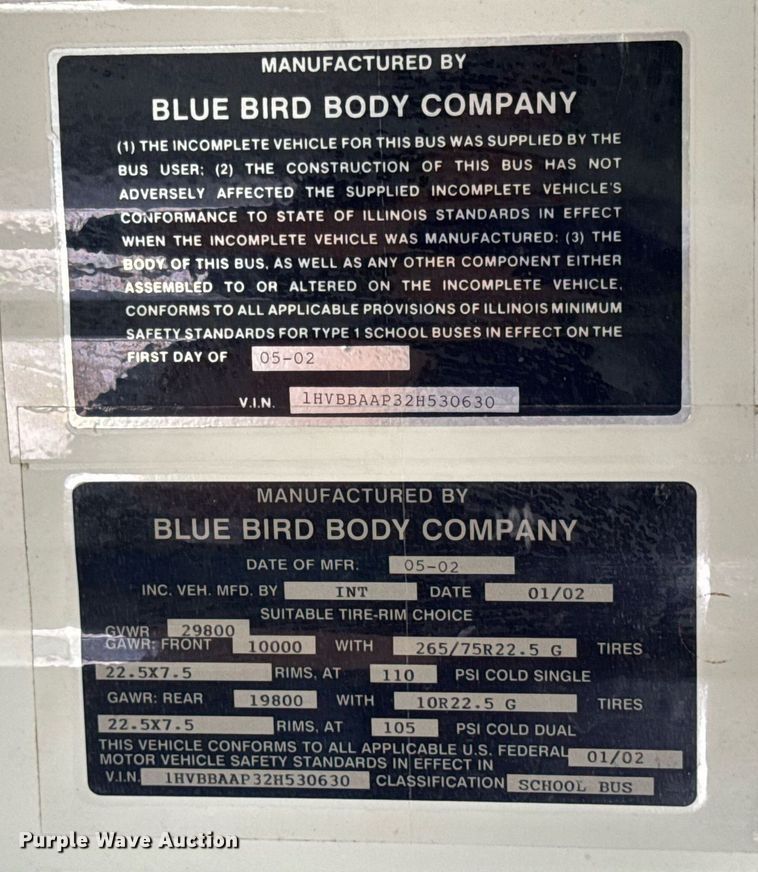 MANUFACTURED BY
BLUE BIRD BODY COMPANY
(1) THE INCOMPLETE VEHICLE FOR THIS BUS WAS SUPPLIED BY THE
BUS USER; (2) THE CONSTRUCTION OF THIS BUS HAS NOT
ADVERSELY AFFECTED THE SUPPLIED INCOMPLETE VEHICLE'S
CONFORMANCE TO STATE OF ILLINOIS STANDARDS IN EFFECT
WHEN THE INCOMPLETE VEHICLE WAS MANUFACTURED; (3) THE
BODY OF THIS BUS, AS WELL AS ANY OTHER COMPONENT EITHER
ASSEMBLED TO OR ALTERED ON THE INCOMPLETE VEHICLE,
CONFORMS TO ALL APPLICABLE PROVISIONS OF ILLINOIS MINIMUM
SAFETY STANDARDS FOR TYPE 1 SCHOOL BUSES IN EFFECT ON THE
FIRST DAY OF 05-02
V.I.N. 1HVBBAAP32H530630
MANUFACTURED BY
BLUE BIRD BODY COMPANY
DATE OF MFR. 05-02
INC. VEH. MFD. BY INT DATE 01/02
SUITABLE TIRE-RIM CHOICE
GVWR 29800
GAWR: FRONT 10000 WITH 265/75R22.5 G TIRES
22.5X7.5 RIMS, AT 110 PSI COLD SINGLE
GAWR: REAR 19800 WITH 10R22.5 G TIRES
22.5X7.5 RIMS, AT 105 PSI COLD DUAL
THIS VEHICLE CONFORMS TO ALL APPLICABLE U.S. FEDERAL
MOTOR VEHICLE SAFETY STANDARDS IN EFFECT IN 01/02
V.I.N. 1HVBBAAP32H530630 CLASSIFICATION SCHOOL BUS
Purple Wave Auction